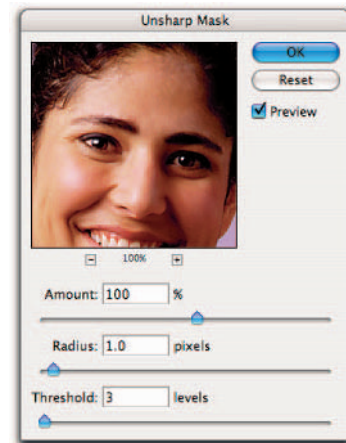 Unsharp Mask
OK
Reset
Preview
100%
Amount: 100 %
Radius: 1.0 pixels
Threshold: 3 levels